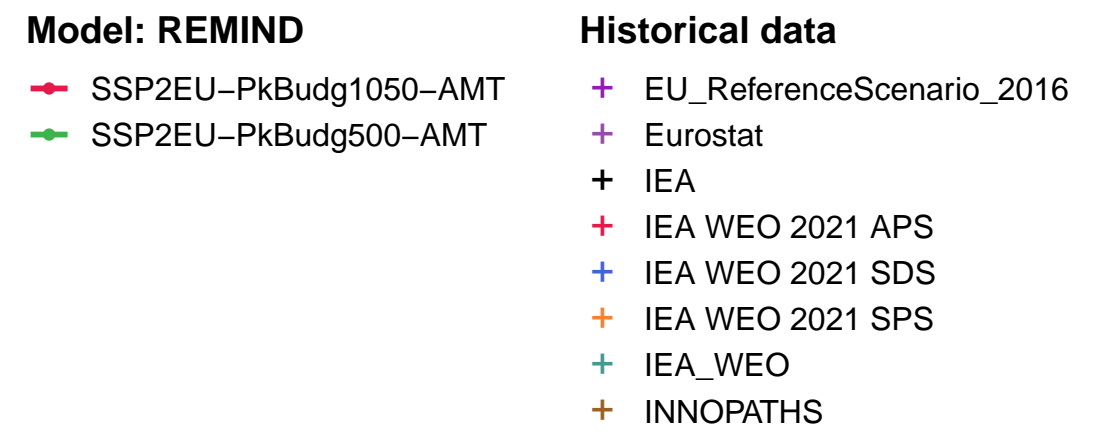 Model: REMIND
SSP2EU−PkBudg1050−AMT
SSP2EU−PkBudg500−AMT
Historical data
EU_ReferenceScenario_2016
Eurostat
IEA
IEA WEO 2021 APS
IEA WEO 2021 SDS
IEA WEO 2021 SPS
IEA_WEO
INNOPATHS